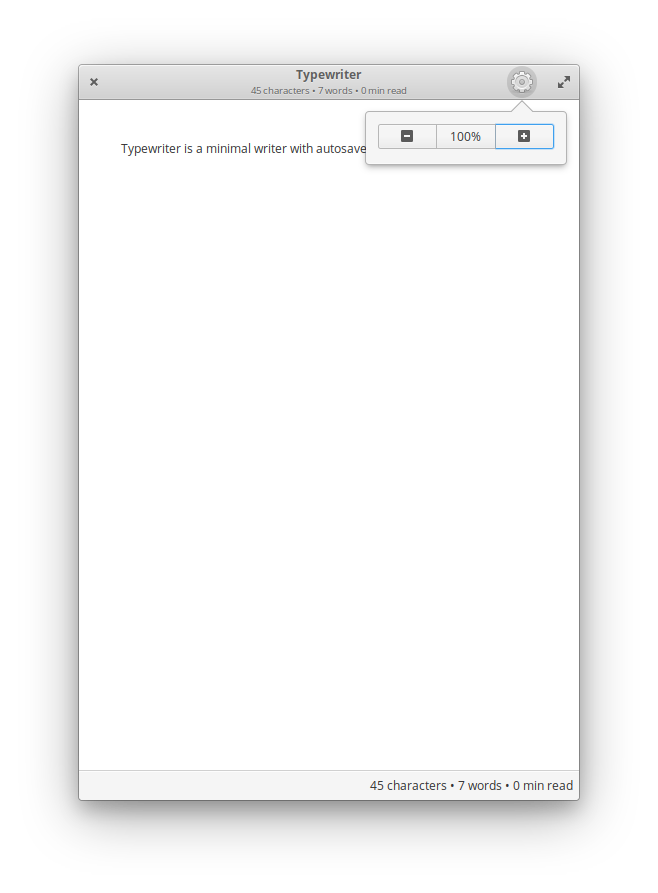 Typewriter
45 characters • 7 words • 0 min read
100%
Typewriter is a minimal writer with autosave
45 characters • 7 words • 0 min read